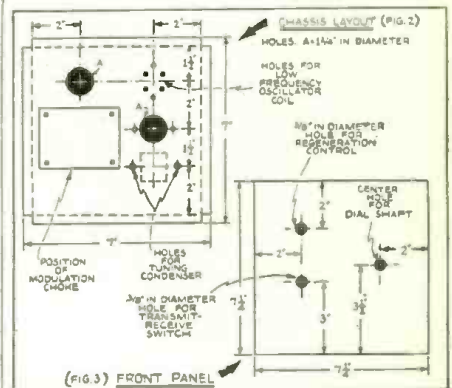 CHASSIS LAYOUT (FIG. 2)
HOLES A=1¼" IN DIAMETER
2"
2"
A
1½"
HOLES FOR
LOW
FREQUENCY
OSCILLATOR
COIL
2"
A
7"
1½"
2"
7"
POSITION
OF
MODULATION
CHOKE
HOLES
FOR
TUNING
CONDENSER
⅜" IN DIAMETER
HOLE FOR
REGENERATION
CONTROL
CENTER
HOLE
FOR
DIAL SHAFT
2"
2"
2"
⅜" IN DIAMETER
HOLE FOR
TRANSMIT-
RECEIVE
SWITCH
7½"
3"
3½"
7½"
(FIG. 3) FRONT PANEL